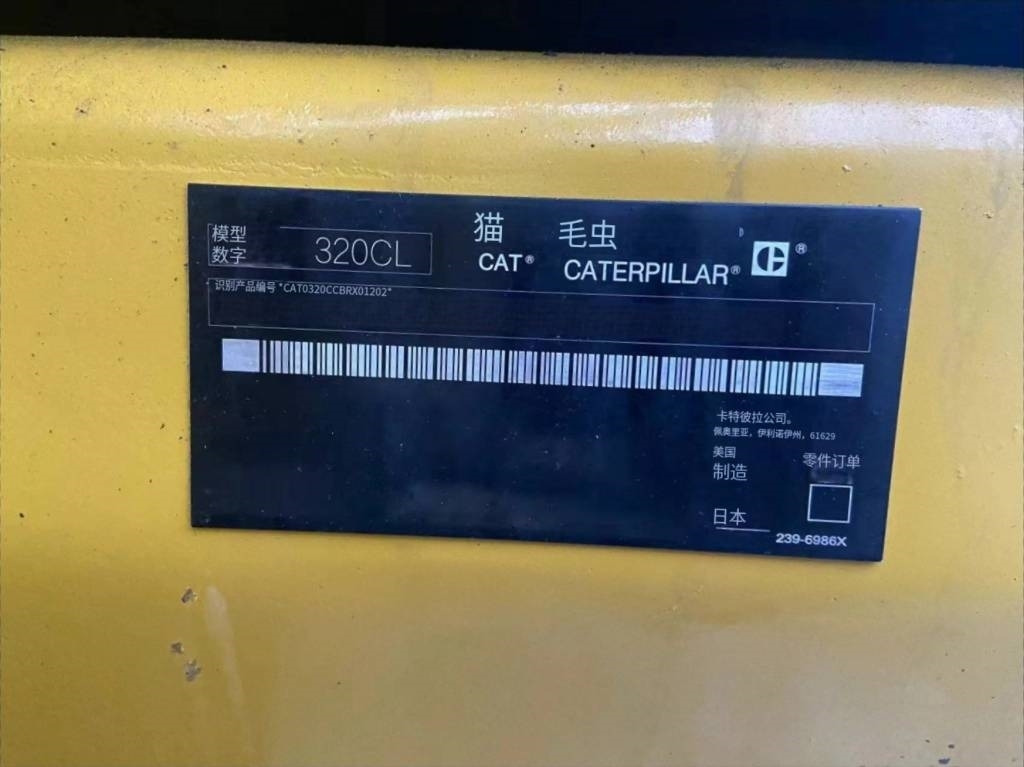 模型
数字
320CL
猫
毛虫
CAT®
CATERPILLAR®
®
识别产品编号 *CAT0320CCBRX01202*
卡特彼拉公司。
佩奥里亚，伊利诺伊州，61629
美国
制造
零件订单
日本
239-6986X